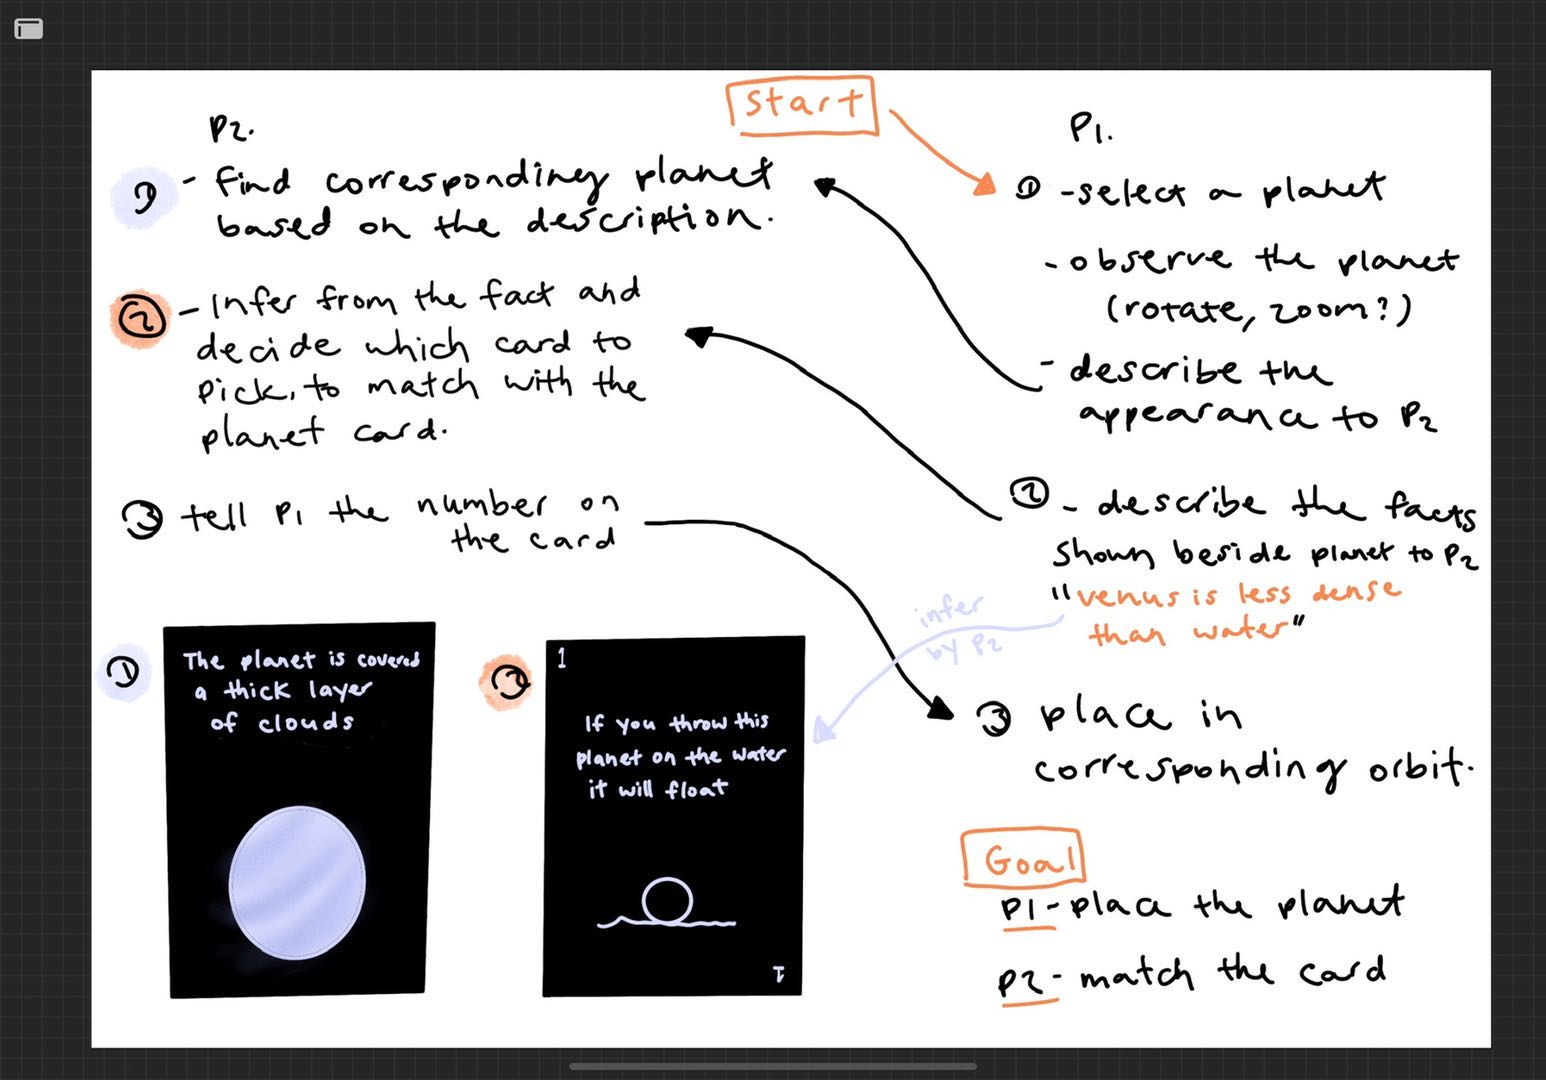 Start
P2.
① - find corresponding planet
based on the description.
② - Infer from the fact and
decide which card to
pick, to match with the
planet card.
③ tell P1 the number on
the card
P1.
① - select a planet
- observe the planet
(rotate, zoom?)
- describe the
appearance to P2
② - describe the facts
shown beside planet to P2
"venus is less dense
than water"
infer
by P2
③ place in
corresponding orbit.
①
The planet is covered
a thick layer
of clouds
②
1
If you throw this
planet on the water
it will float
1
Goal
P1 - place the planet
P2 - match the card